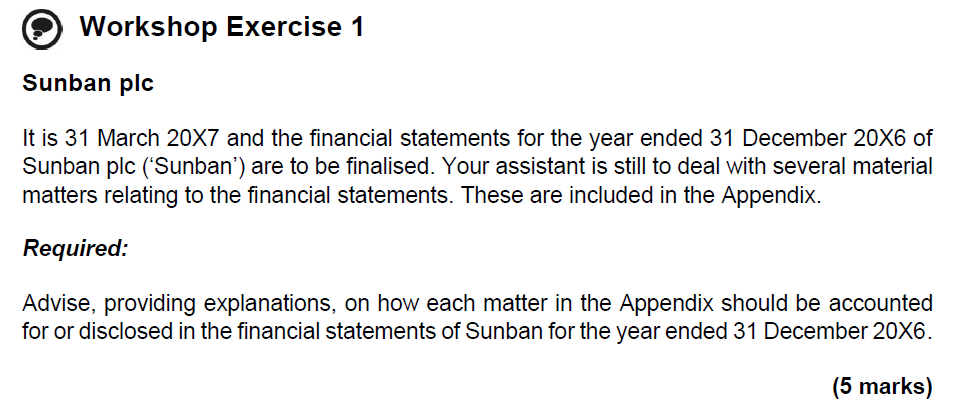 Workshop Exercise 1
Sunban plc
It is 31 March 20X7 and the financial statements for the year ended 31 December 20X6 of
Sunban plc (‘Sunban’) are to be finalised. Your assistant is still to deal with several material
matters relating to the financial statements. These are included in the Appendix.
Required:
Advise, providing explanations, on how each matter in the Appendix should be accounted
for or disclosed in the financial statements of Sunban for the year ended 31 December 20X6.
(5 marks)